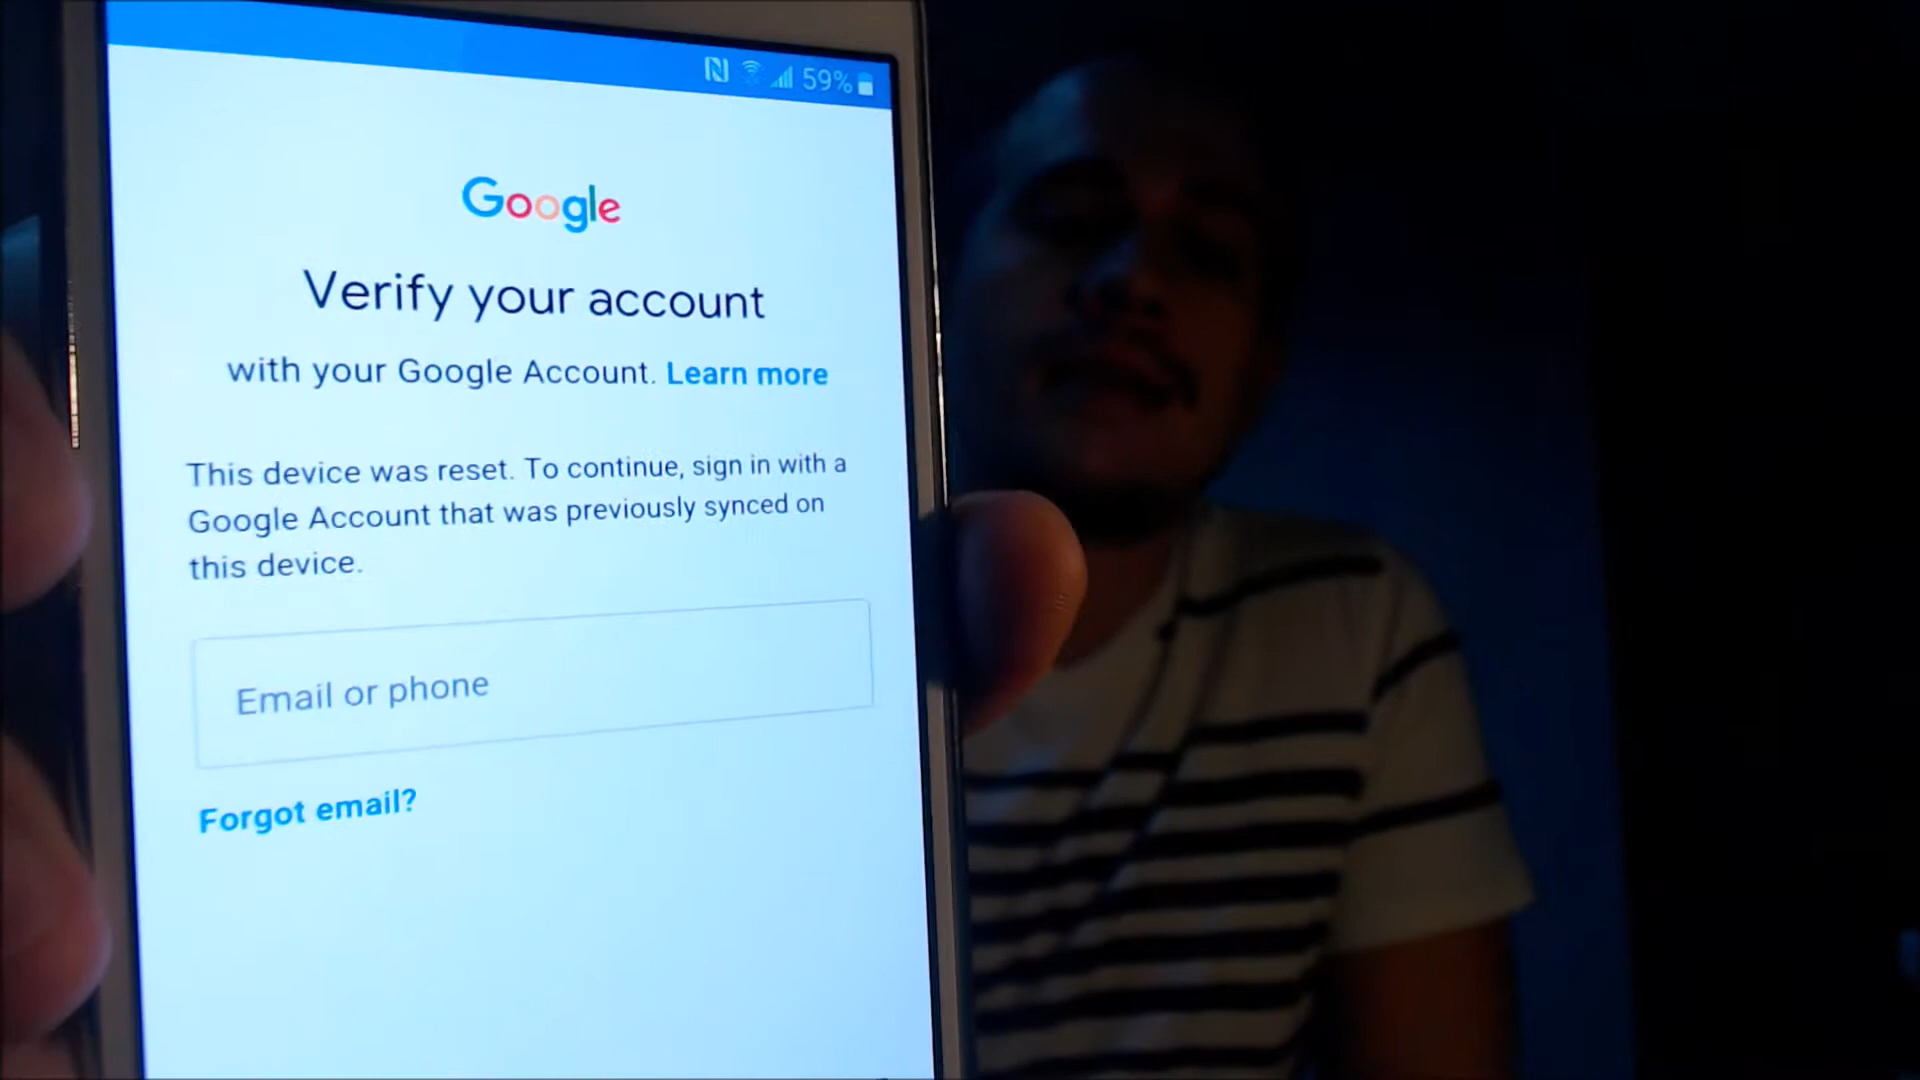 59%
Google
Verify your account
with your Google Account. Learn more
This device was reset. To continue, sign in with a
Google Account that was previously synced on
this device.
Email or phone
Forgot email?